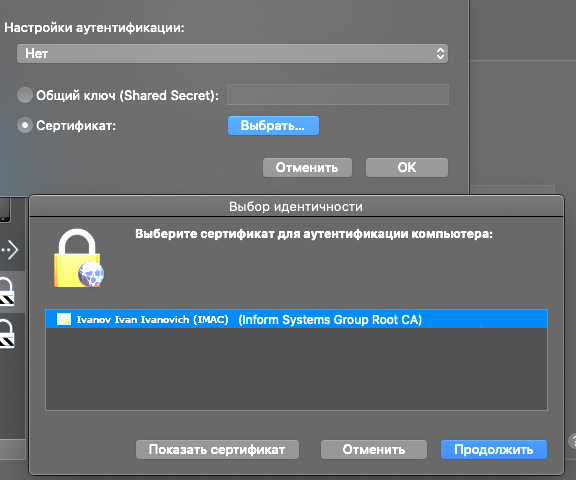 Настройки аутентификации:
Нет
Общий ключ (Shared Secret):
Сертификат:
Выбрать...
Отменить
OK
Выбор идентичности
Выберите сертификат для аутентификации компьютера:
Ivanov Ivan Ivanovich (IMAC) (Inform Systems Group Root CA)
Показать сертификат
Отменить
Продолжить
?